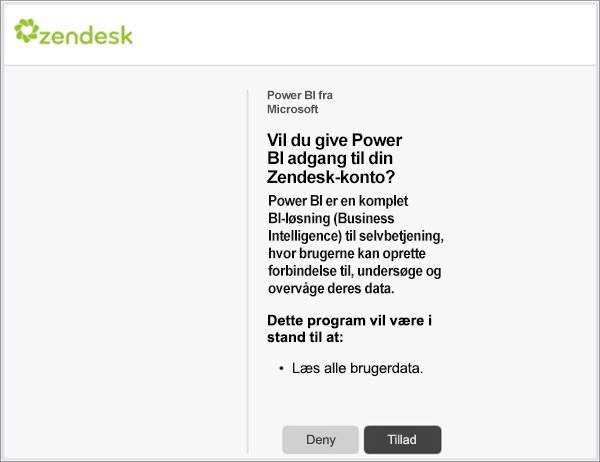 zendesk
Power BI fra
Microsoft
Vil du give Power
BI adgang til din
Zendesk-konto?
Power BI er en komplet
BI-løsning (Business
Intelligence) til selvbetjening,
hvor brugerne kan oprette
forbindelse til, undersøge og
overvåge deres data.
Dette program vil være i
stand til at:
• Læs alle brugerdata.
Deny Tillad